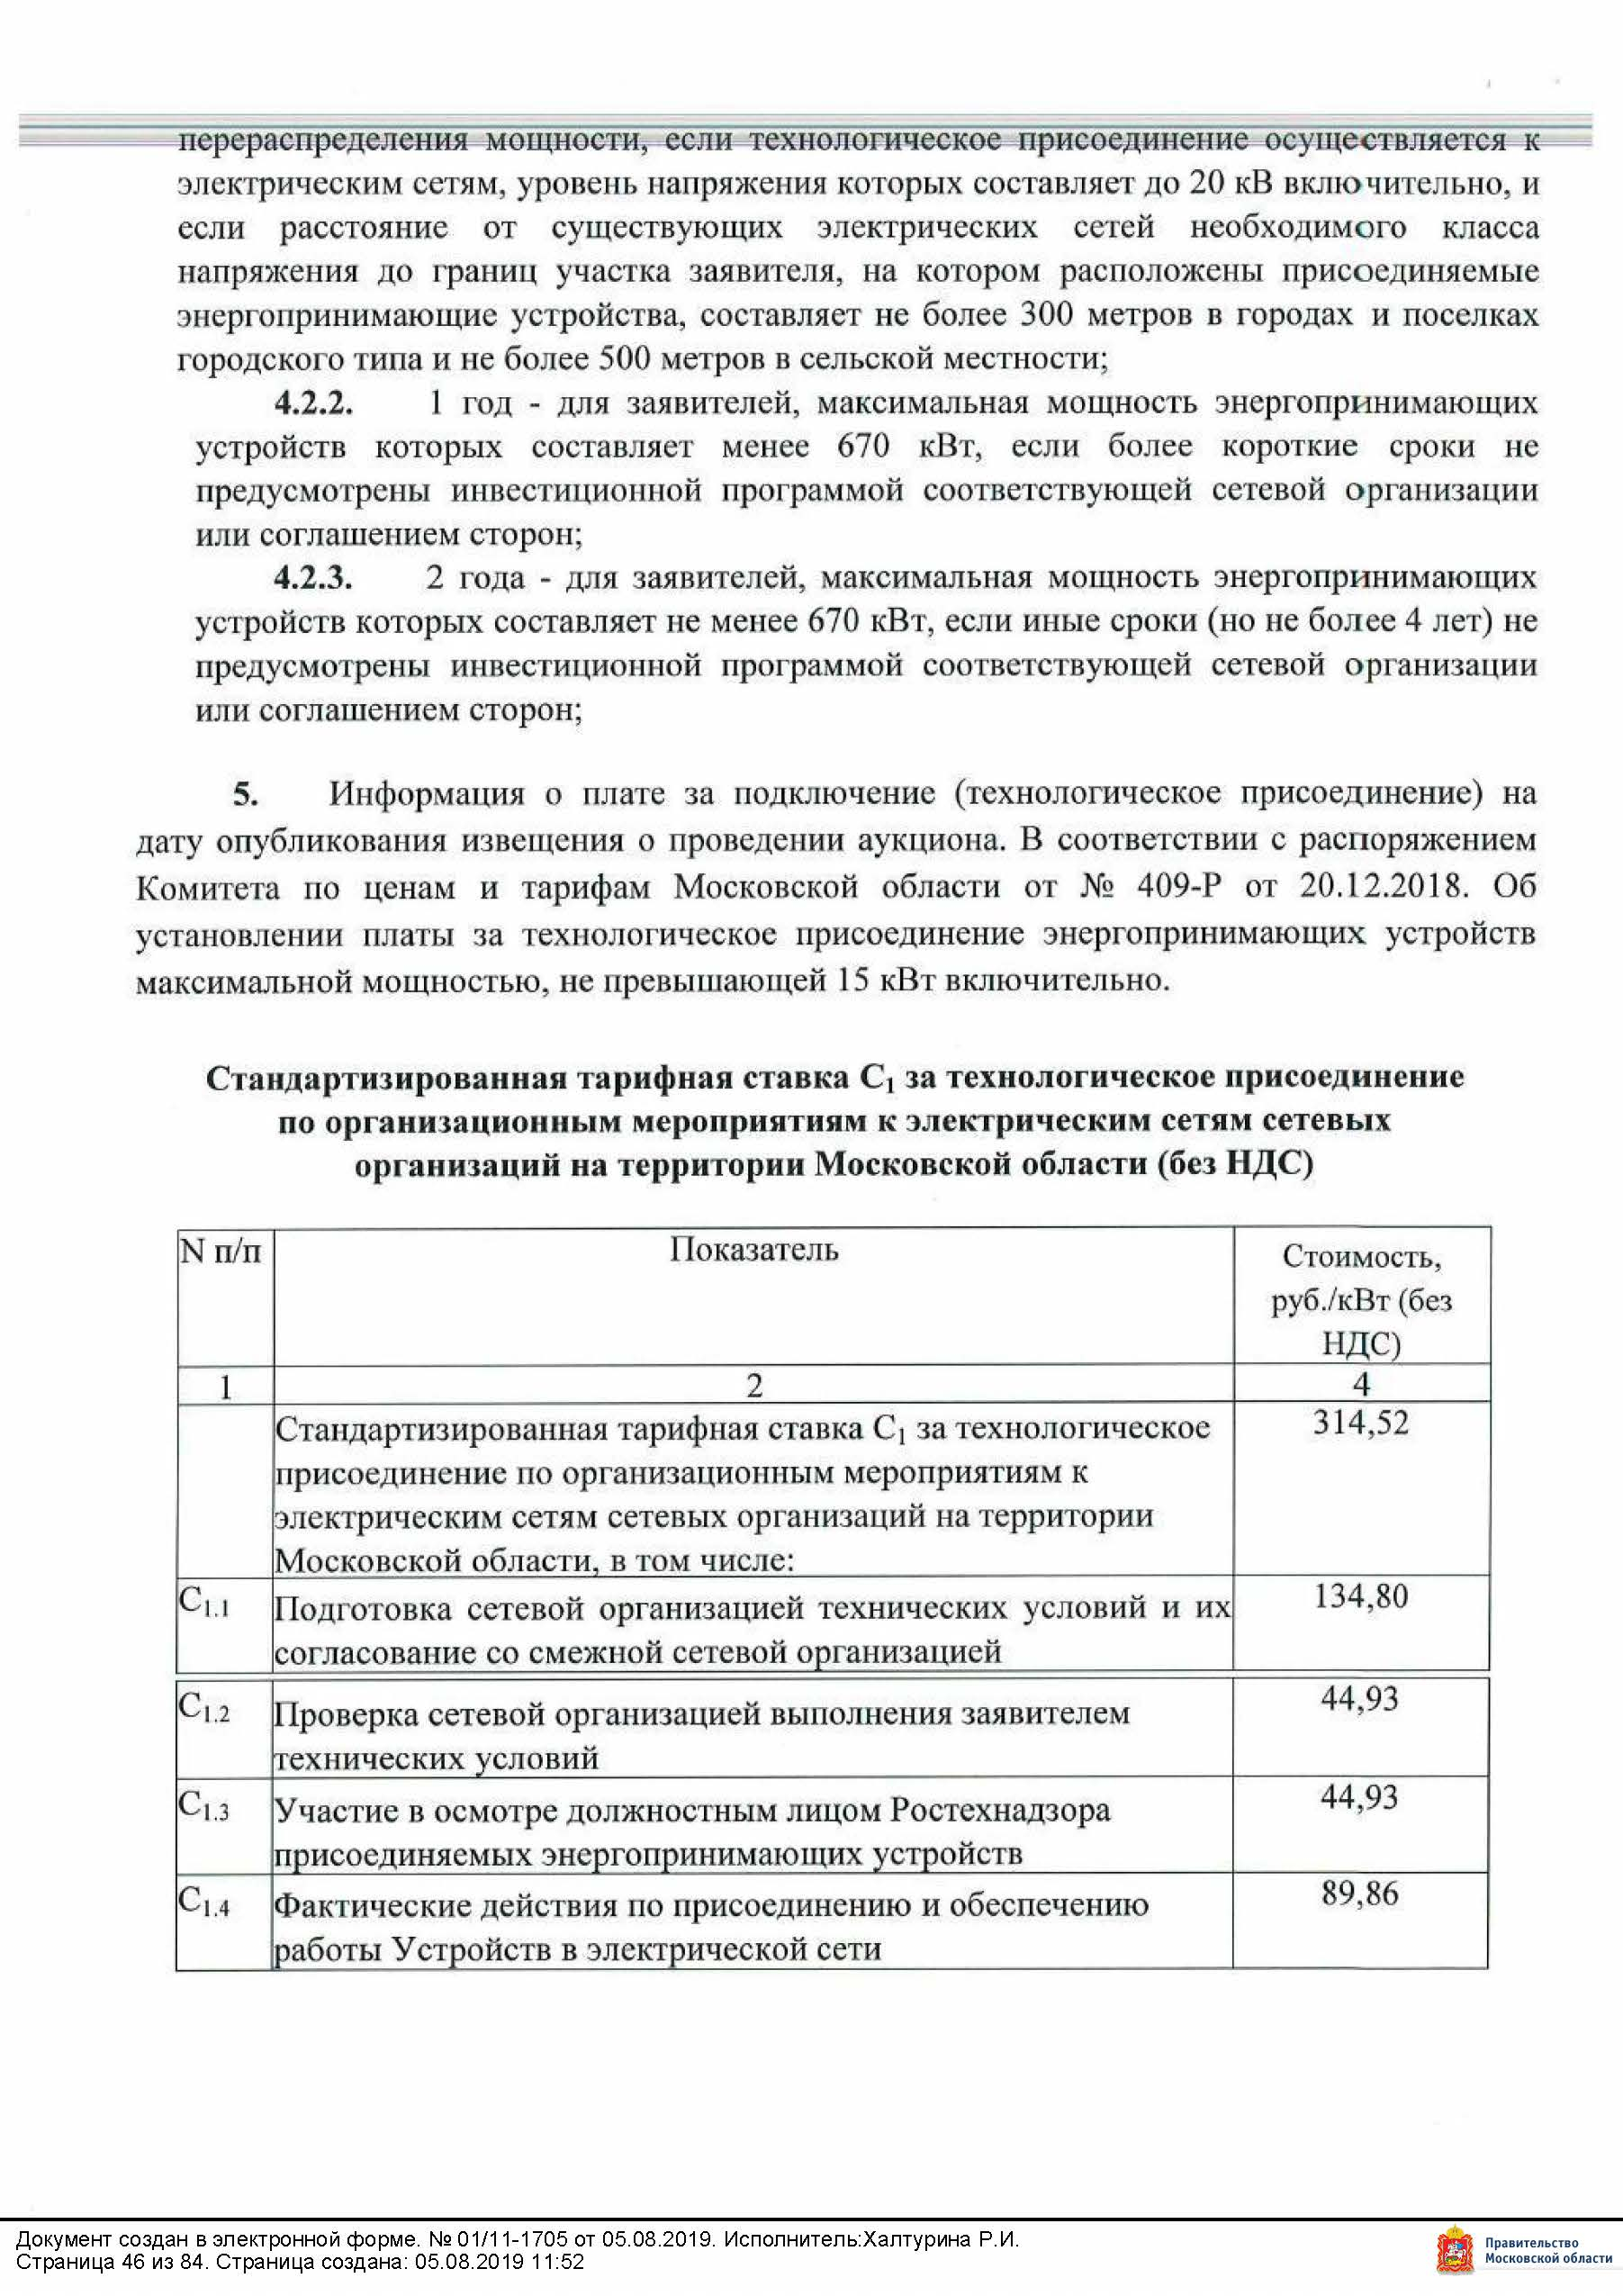 перераспределения мощности, если технологическое присоединение осуществляется к
электрическим сетям, уровень напряжения которых составляет до 20 кВ включительно, и
если расстояние от существующих электрических сетей необходимого класса
напряжения до границ участка заявителя, на котором расположены присоединяемые
энергопринимающие устройства, составляет не более 300 метров в городах и поселках
городского типа и не более 500 метров в сельской местности;
4.2.2. 1 год - для заявителей, максимальная мощность энергопринимающих
устройств которых составляет менее 670 кВт, если более короткие сроки не
предусмотрены инвестиционной программой соответствующей сетевой организации
или соглашением сторон;
4.2.3. 2 года - для заявителей, максимальная мощность энергопринимающих
устройств которых составляет не менее 670 кВт, если иные сроки (но не более 4 лет) не
предусмотрены инвестиционной программой соответствующей сетевой организации
или соглашением сторон;
5. Информация о плате за подключение (технологическое присоединение) на
дату опубликования извещения о проведении аукциона. В соответствии с распоряжением
Комитета по ценам и тарифам Московской области от № 409-Р от 20.12.2018. Об
установлении платы за технологическое присоединение энергопринимающих устройств
максимальной мощностью, не превышающей 15 кВт включительно.
Стандартизированная тарифная ставка С1 за технологическое присоединение
по организационным мероприятиям к электрическим сетям сетевых
организаций на территории Московской области (без НДС)
N п/п Показатель Стоимость,
руб./кВт (без
НДС)
1 2 4
Стандартизированная тарифная ставка С1 за технологическое 314,52
присоединение по организационным мероприятиям к
электрическим сетям сетевых организаций на территории
Московской области, в том числе:
С1.1 Подготовка сетевой организацией технических условий и их 134,80
согласование со смежной сетевой организацией
С1.2 Проверка сетевой организацией выполнения заявителем 44,93
технических условий
С1.3 Участие в осмотре должностным лицом Ростехнадзора 44,93
присоединяемых энергопринимающих устройств
С1.4 Фактические действия по присоединению и обеспечению 89,86
работы Устройств в электрической сети
Документ создан в электронной форме. № 01/11-1705 от 05.08.2019. Исполнитель:Халтурина Р.И.
Страница 46 из 84. Страница создана: 05.08.2019 11:52
Правительство
Московской области